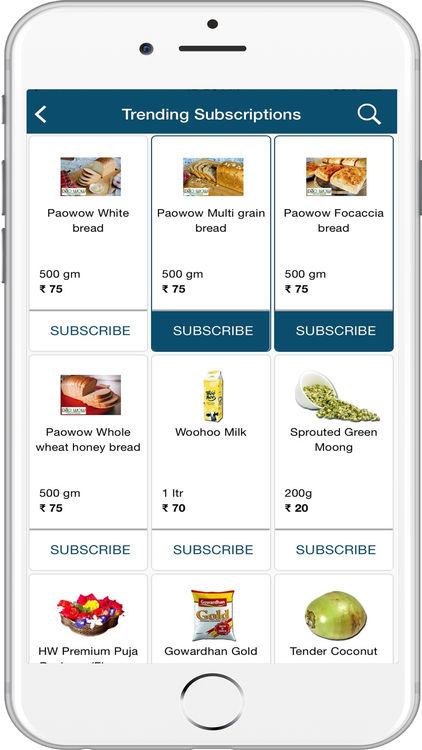 Trending Subscriptions
Paowow White
bread
500 gm
₹ 75
SUBSCRIBE
Paowow Multi grain
bread
500 gm
₹ 75
SUBSCRIBE
Paowow Focaccia
bread
500 gm
₹ 75
SUBSCRIBE
Paowow Whole
wheat honey bread
500 gm
₹ 75
SUBSCRIBE
Woohoo Milk
1 ltr
₹ 70
SUBSCRIBE
Sprouted Green
Moong
200g
₹ 20
SUBSCRIBE
HW Premium Puja
Gowardhan
Gold
Gowardhan Gold
Tender Coconut